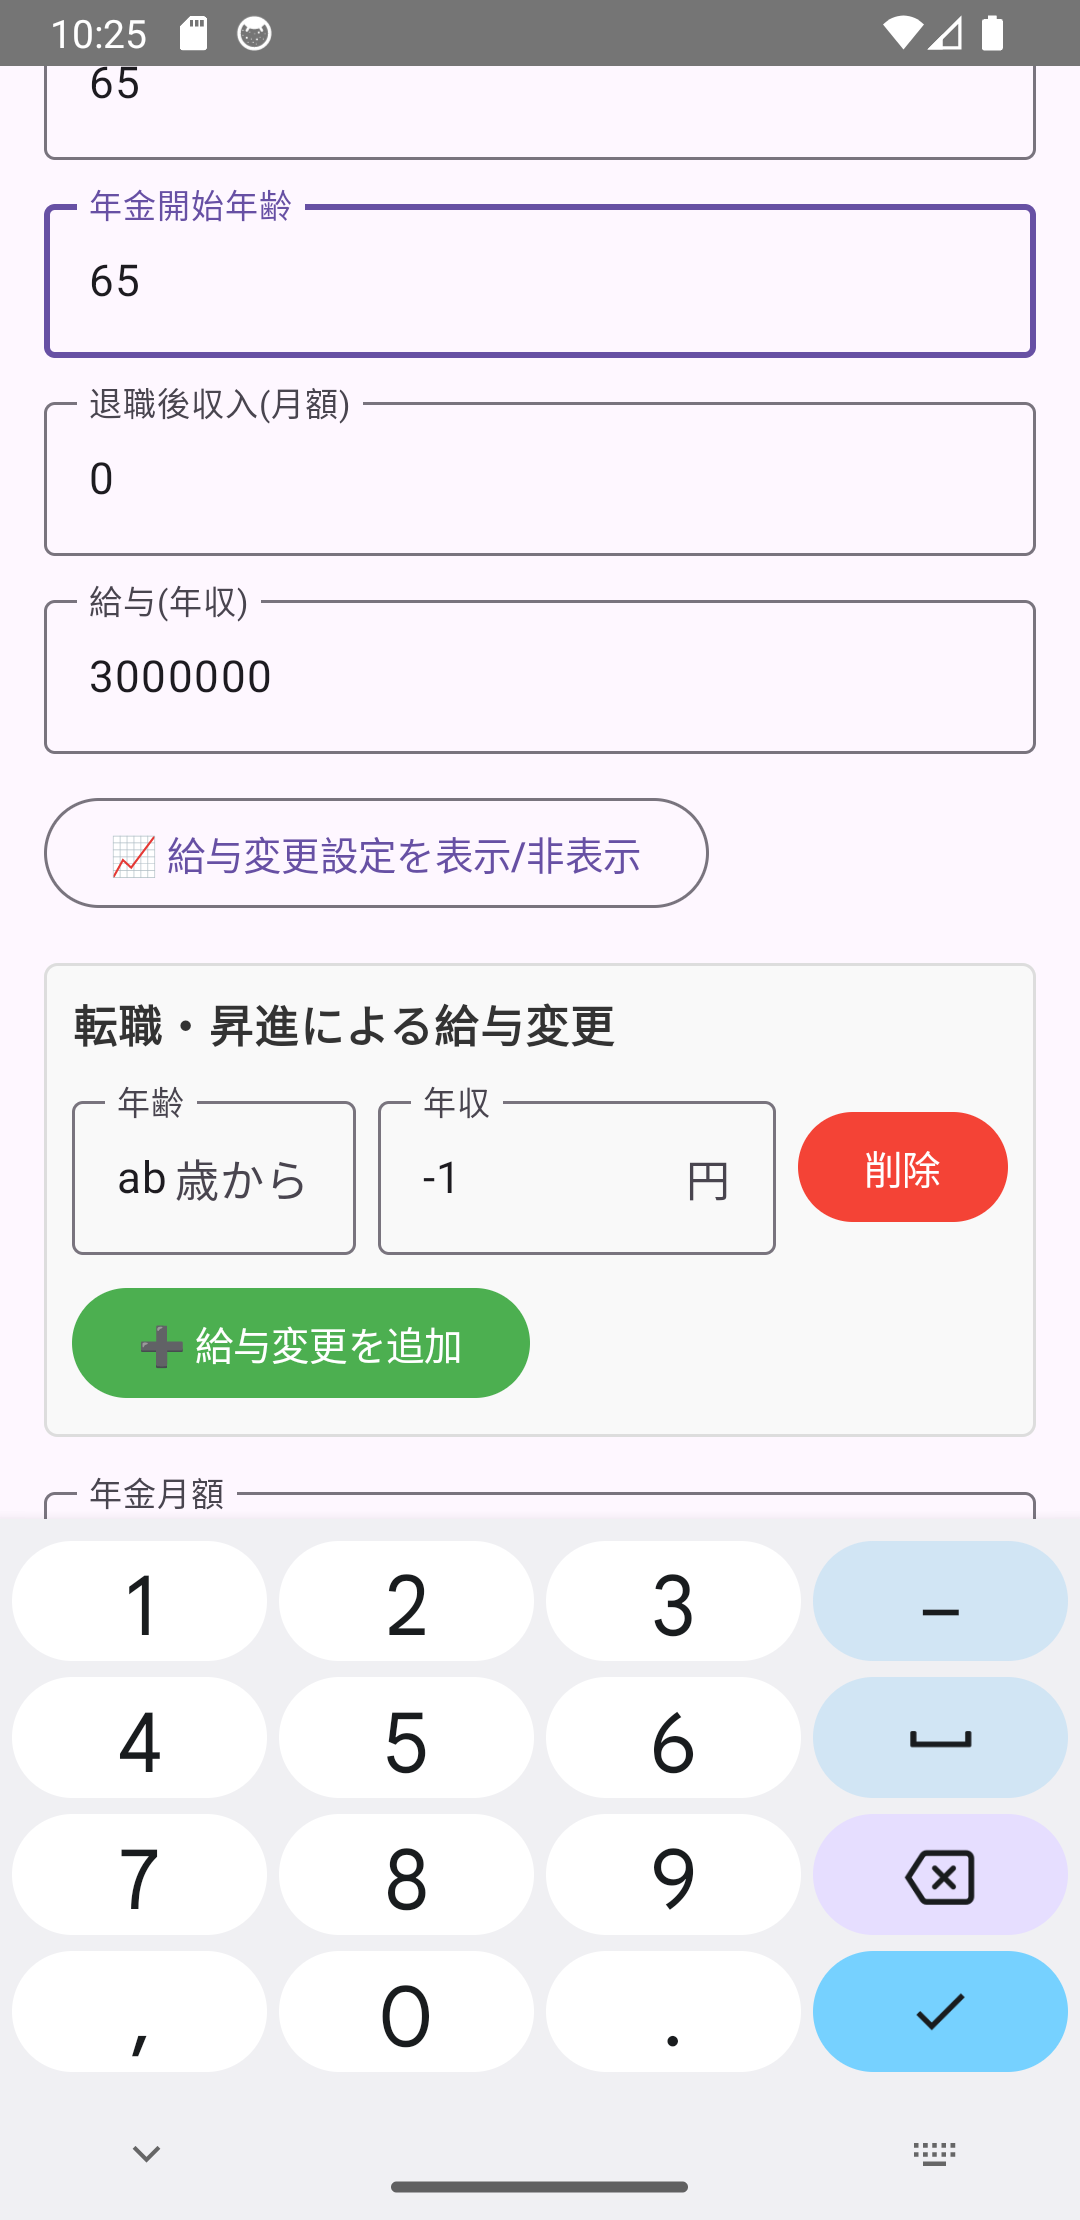 10:25
65
年金開始年齢
65
退職後収入(月額)
0
給与(年収)
3000000
📈 給与変更設定を表示/非表示
転職・昇進による給与変更
年齢 年収
ab 歳から -1 円 削除
➕ 給与変更を追加
年金月額
1 2 3 –
4 5 6
7 8 9
, 0 .